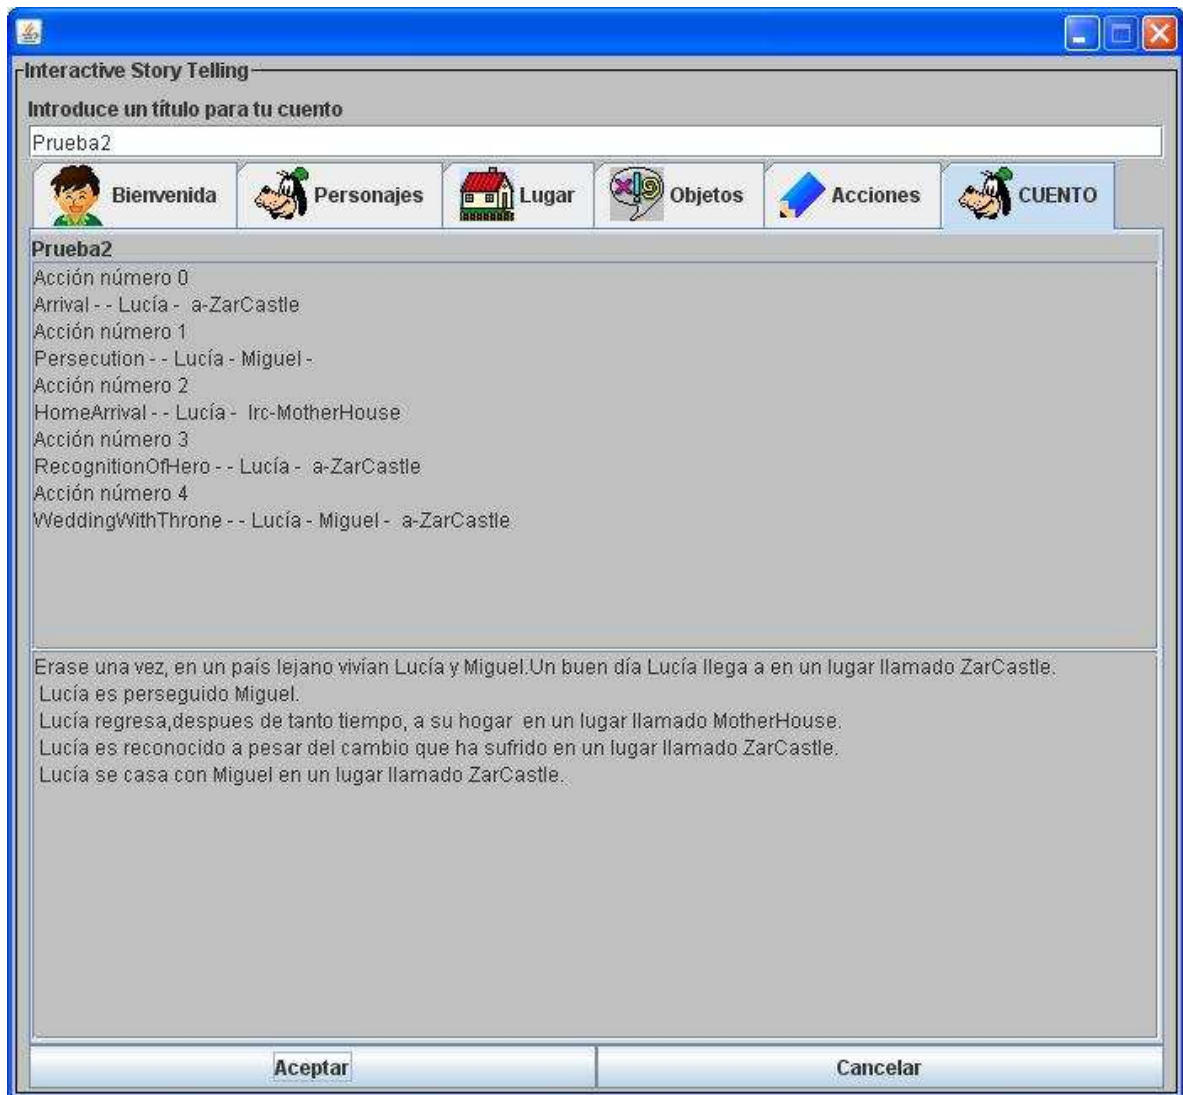 Interactive Story Telling
Introduce un título para tu cuento
Prueba2
Bienvenida Personajes Lugar Objetos Acciones CUENTO
Prueba2
Acción número 0
Arrival - - Lucía -  a-ZarCastle
Acción número 1
Persecution - - Lucía - Miguel -
Acción número 2
HomeArrival - - Lucía -  lrc-MotherHouse
Acción número 3
RecognitionOfHero - - Lucía -  a-ZarCastle
Acción número 4
WeddingWithThrone - - Lucía - Miguel -  a-ZarCastle
Erase una vez, en un país lejano vivían Lucía y Miguel.Un buen día Lucía llega a en un lugar llamado ZarCastle.
Lucía es perseguido Miguel.
Lucía regresa,despues de tanto tiempo, a su hogar  en un lugar llamado MotherHouse.
Lucía es reconocido a pesar del cambio que ha sufrido en un lugar llamado ZarCastle.
Lucía se casa con Miguel en un lugar llamado ZarCastle.
Aceptar Cancelar